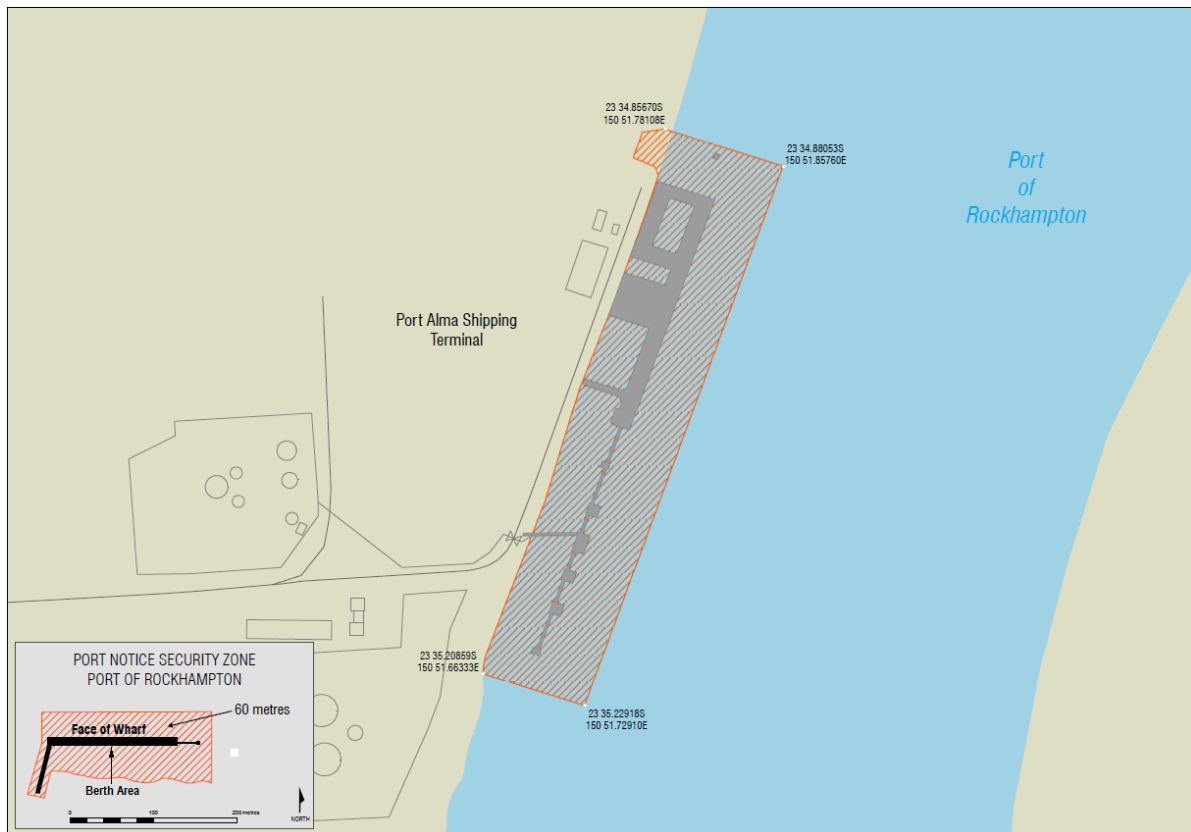 23 34.85670S
150 51.78108E
23 34.88053S
150 51.85760E
Port
of
Rockhampton
Port Alma Shipping
Terminal
23 35.20859S
150 51.66333E
23 35.22918S
150 51.72910E
PORT NOTICE SECURITY ZONE
PORT OF ROCKHAMPTON
60 metres
Face of Wharf
Berth Area
0 100 200 metres
NORTH